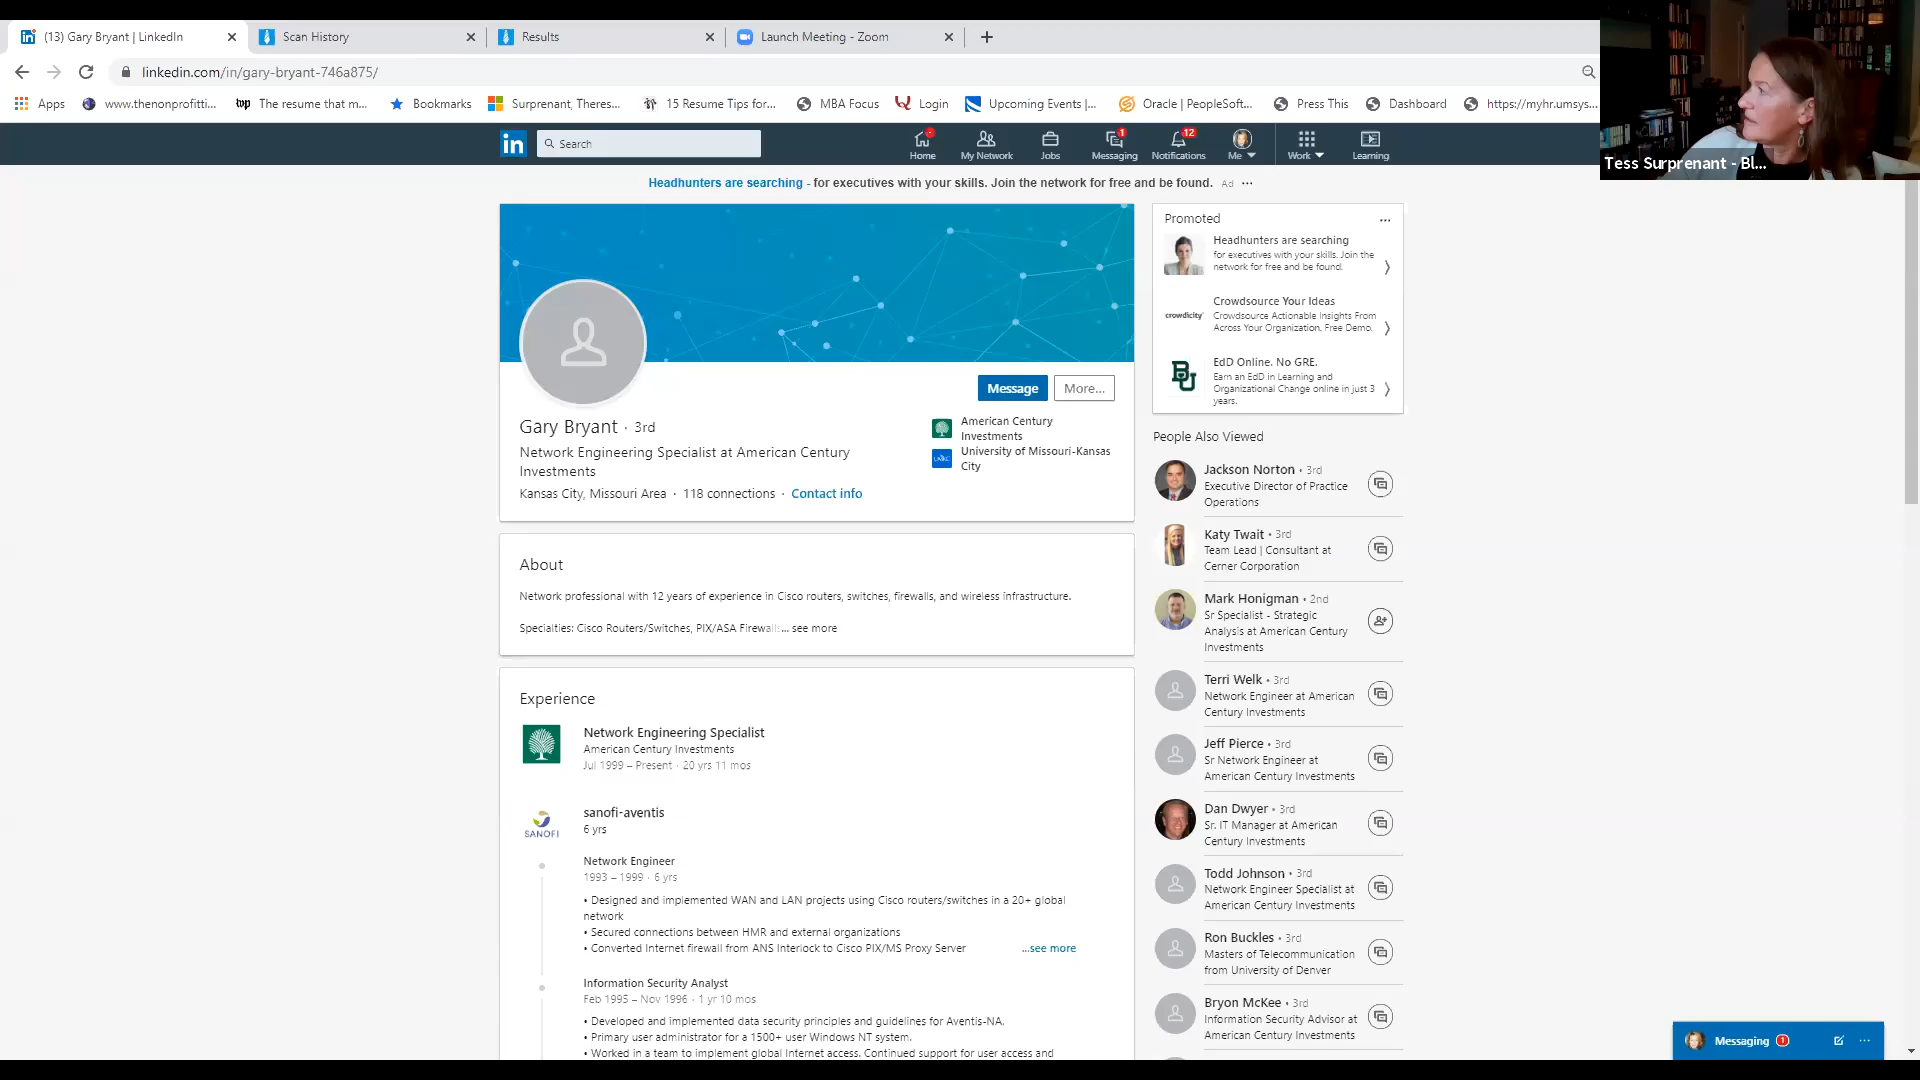 (13) Gary Bryant | LinkedIn
Scan History
Results
Launch Meeting - Zoom
linkedin.com/in/gary-bryant-746a875/
Apps
www.thenonprofitti...
The resume that m...
Bookmarks
Surprenant, Theres...
15 Resume Tips for...
MBA Focus
Login
Upcoming Events |...
Oracle | PeopleSoft...
Press This
Dashboard
https://myhr.umsys...
Tess Surprenant - Bl...
in
Search
Home
My Network
Jobs
1
Messaging
12
Notifications
Me
Work
Learning
Headhunters are searching - for executives with your skills. Join the network for free and be found. Ad ...
Message
More...
Gary Bryant · 3rd
Network Engineering Specialist at American Century
Investments
Kansas City, Missouri Area · 118 connections · Contact info
American Century
Investments
University of Missouri-Kansas
City
About
Network professional with 12 years of experience in Cisco routers, switches, firewalls, and wireless infrastructure.
Specialties: Cisco Routers/Switches, PIX/ASA Firewalls... see more
Experience
Network Engineering Specialist
American Century Investments
Jul 1999 – Present · 20 yrs 11 mos
SANOFI
sanofi-aventis
6 yrs
Network Engineer
1993 – 1999 · 6 yrs
• Designed and implemented WAN and LAN projects using Cisco routers/switches in a 20+ global
network
• Secured connections between HMR and external organizations
• Converted Internet firewall from ANS Interlock to Cisco PIX/MS Proxy Server
...see more
Information Security Analyst
Feb 1995 – Nov 1996 · 1 yr 10 mos
• Developed and implemented data security principles and guidelines for Aventis-NA.
• Primary user administrator for a 1500+ user Windows NT system.
• Worked in a team to implement global Internet access. Continued support for user access and
Promoted
Headhunters are searching
for executives with your skills. Join the
network for free and be found.
crowdicity
Crowdsource Your Ideas
Crowdsource Actionable Insights From
Across Your Organization. Free Demo.
BU
EdD Online. No GRE.
Earn an EdD in Learning and
Organizational Change online in just 3
years.
People Also Viewed
Jackson Norton • 3rd
Executive Director of Practice
Operations
Katy Twait • 3rd
Team Lead | Consultant at
Cerner Corporation
Mark Honigman • 2nd
Sr Specialist - Strategic
Analysis at American Century
Investments
Terri Welk • 3rd
Network Engineer at American
Century Investments
Jeff Pierce • 3rd
Sr Network Engineer at
American Century Investments
Dan Dwyer • 3rd
Sr. IT Manager at American
Century Investments
Todd Johnson • 3rd
Network Engineer Specialist at
American Century Investments
Ron Buckles • 3rd
Masters of Telecommunication
from University of Denver
Bryon McKee • 3rd
Information Security Advisor at
American Century Investments
Messaging 1